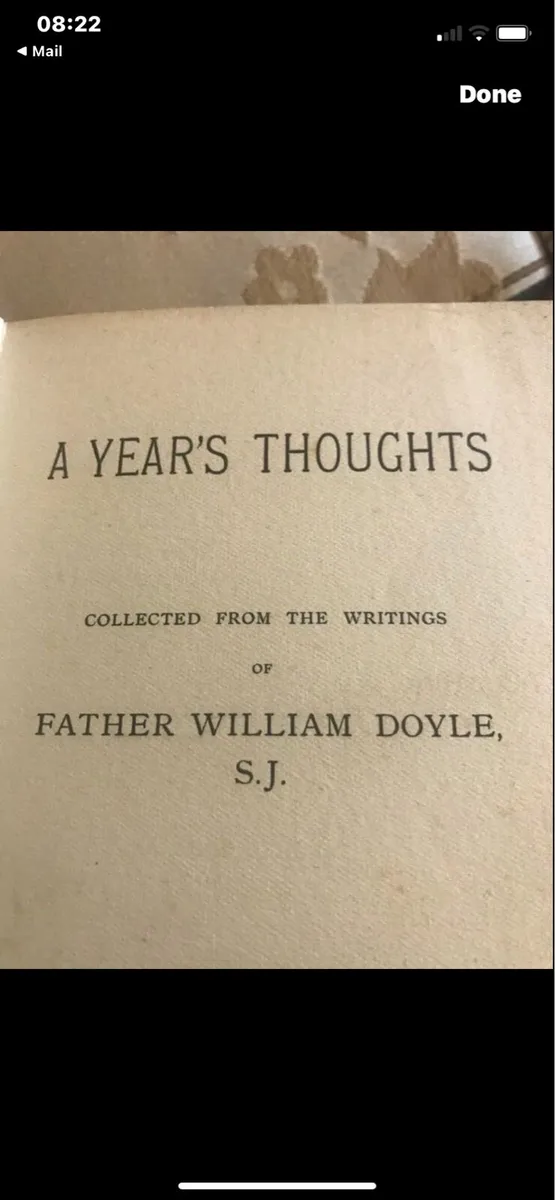 08:22
◀ Mail
Done
A YEAR'S THOUGHTS
COLLECTED FROM THE WRITINGS
OF
FATHER WILLIAM DOYLE,
S.J.